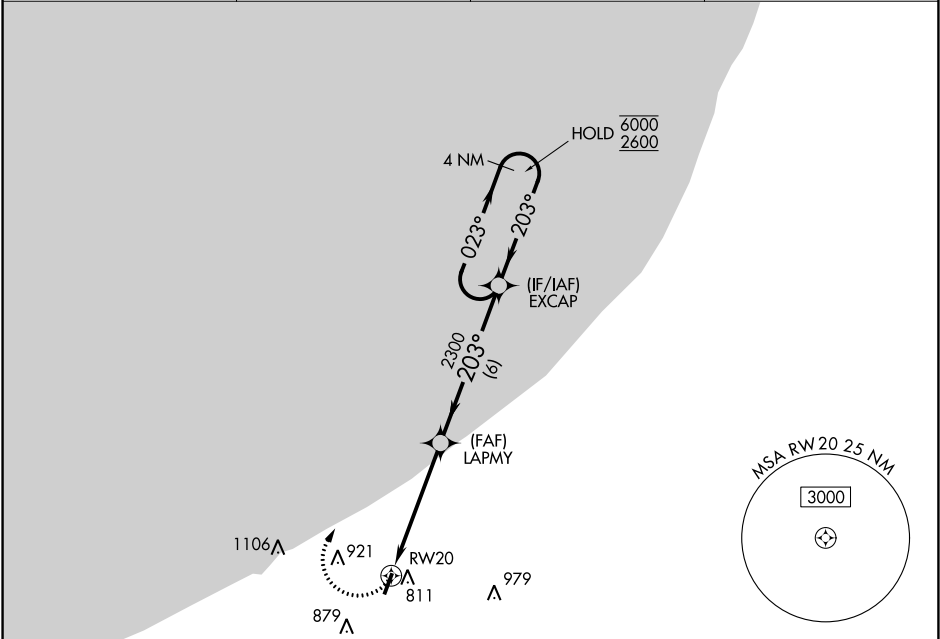 HOLD 6000
2600
4 NM
023°
203°
(IF/IAF)
EXCAP
2300
203°
(6)
(FAF)
LAPMY
MSA RW20 25 NM
3000
1106
921
RW20
811
979
879